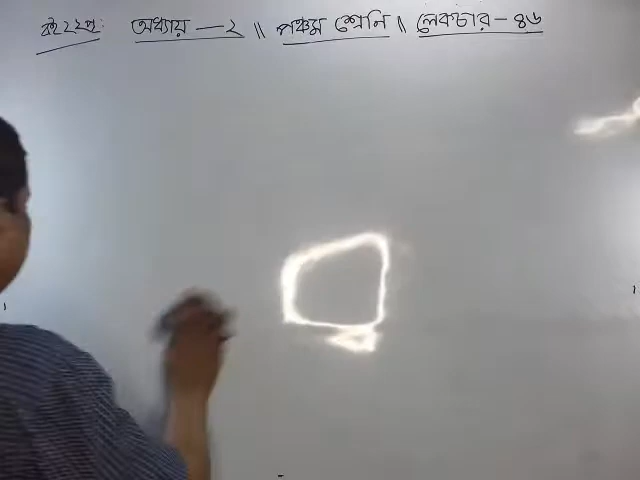 অধ্যায় — ২ || পঞ্চম শ্রেনি || লেকচার - ৪৬